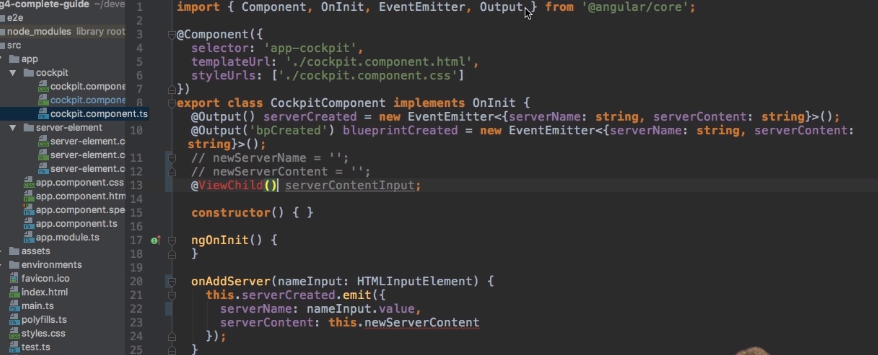 g4-complete-guide ~/deve
e2e
node_modules library root
src
app
cockpit
cockpit.compone
cockpit.compone
cockpit.component.ts
server-element
server-element.c
server-element.c
server-element.c
app.component.css
app.component.htm
app.component.spe
app.component.ts
app.module.ts
assets
environments
favicon.ico
index.html
main.ts
polyfills.ts
styles.css
test.ts
1 import { Component, OnInit, EventEmitter, Output } from '@angular/core';
2
3 @Component({
4 selector: 'app-cockpit',
5 templateUrl: './cockpit.component.html',
6 styleUrls: ['./cockpit.component.css']
7 })
8 export class CockpitComponent implements OnInit {
9 @Output() serverCreated = new EventEmitter<{serverName: string, serverContent: string}>();
10 @Output('bpCreated') blueprintCreated = new EventEmitter<{serverName: string, serverContent:
string}>();
11 // newServerName = '';
12 // newServerContent = '';
13 @ViewChild() serverContentInput;
14
15 constructor() { }
16
17 ngOnInit() {
18 }
19
20 onAddServer(nameInput: HTMLInputElement) {
21 this.serverCreated.emit({
22 serverName: nameInput.value,
23 serverContent: this.newServerContent
24 });
25 }